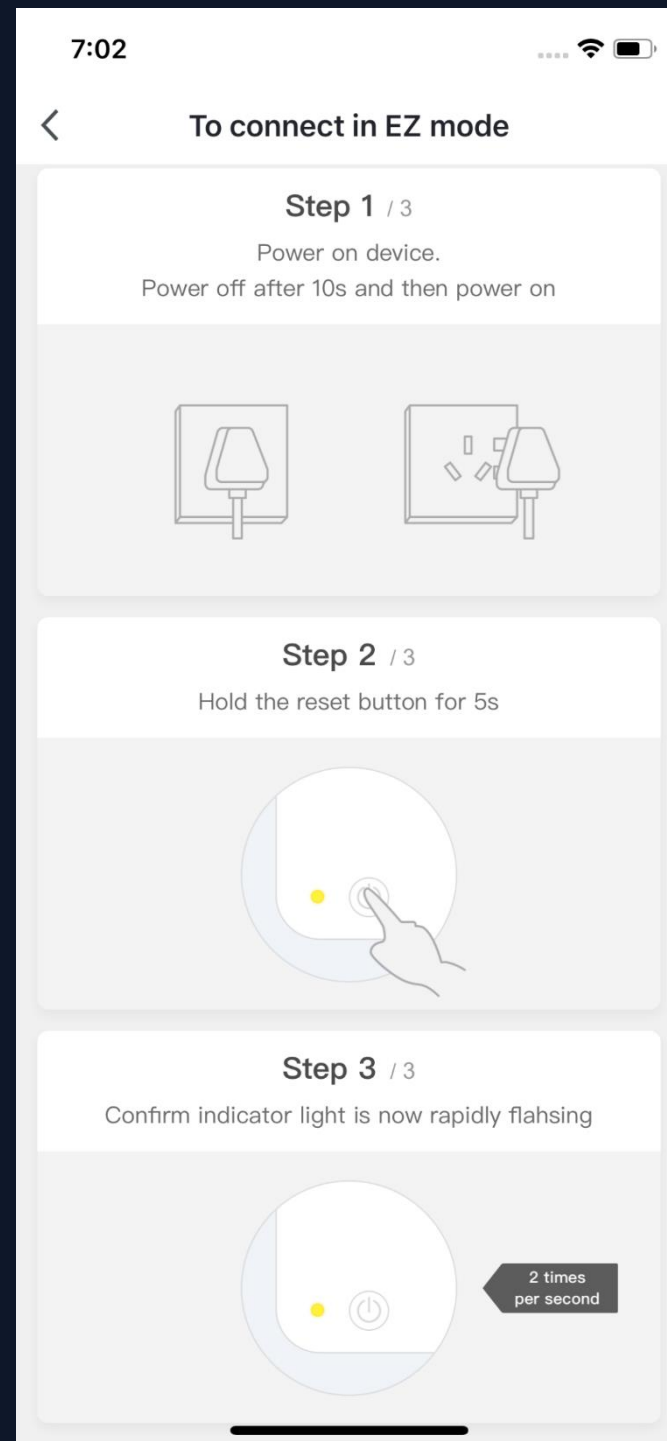 7:02
To connect in EZ mode
Step 1 / 3
Power on device.
Power off after 10s and then power on
Step 2 / 3
Hold the reset button for 5s
Step 3 / 3
Confirm indicator light is now rapidly flahsing
2 times
per second